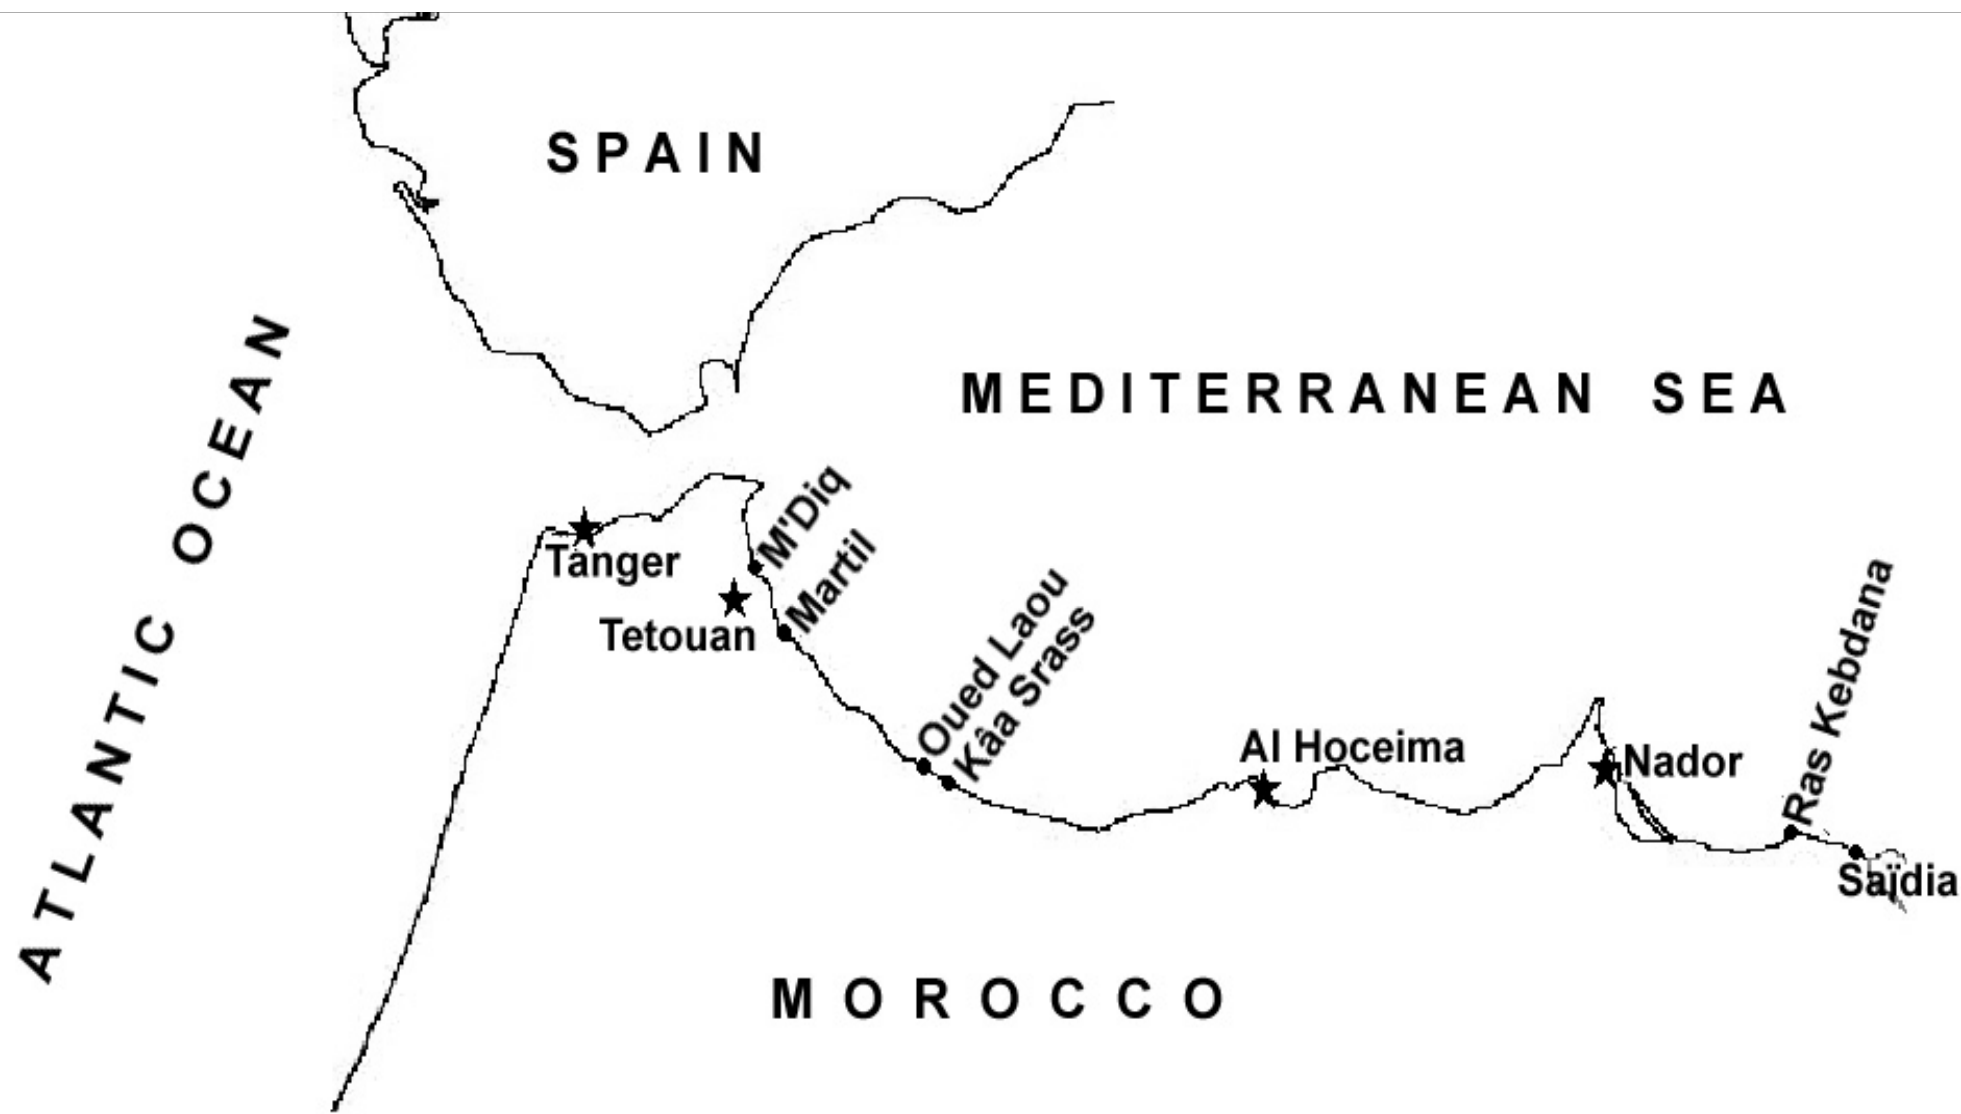 SPAIN
ATLANTIC OCEAN
MEDITERRANEAN SEA
M'Diq
Tanger
Martil
Tetouan
Oued Laou
Kâa Srass
Al Hoceima
Nador
Ras Kebdana
Saïdia
MOROCCO